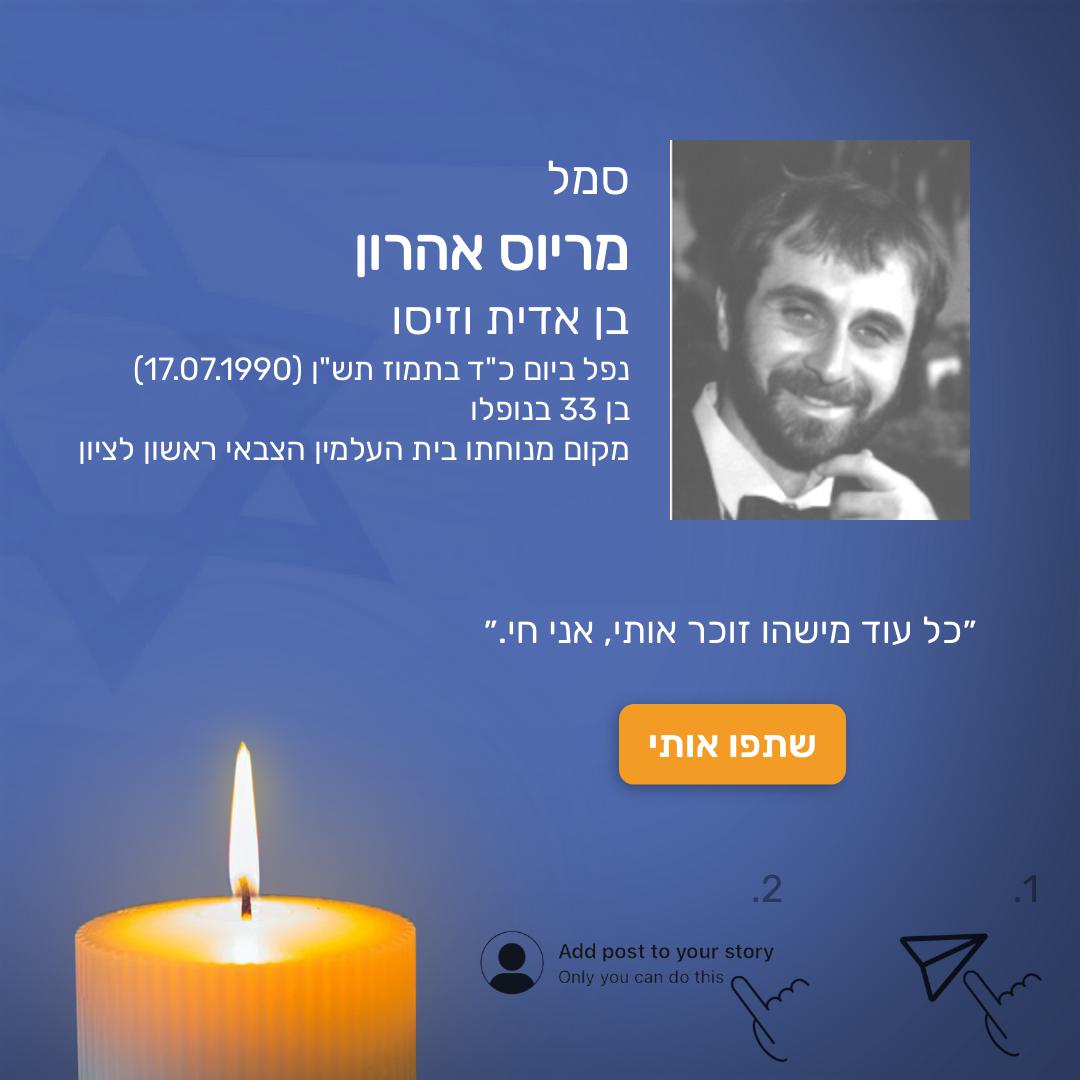 סמל
מריוס אהרון
בן אדית וזיסו
נפל ביום כ"ד בתמוז תש"ן (17.07.1990)
בן 33 בנופלו
מקום מנוחתו בית העלמין הצבאי ראשון לציון
״כל עוד מישהו זוכר אותי, אני חי.״
שתפו אותי
.1
.2
Add post to your story
Only you can do this